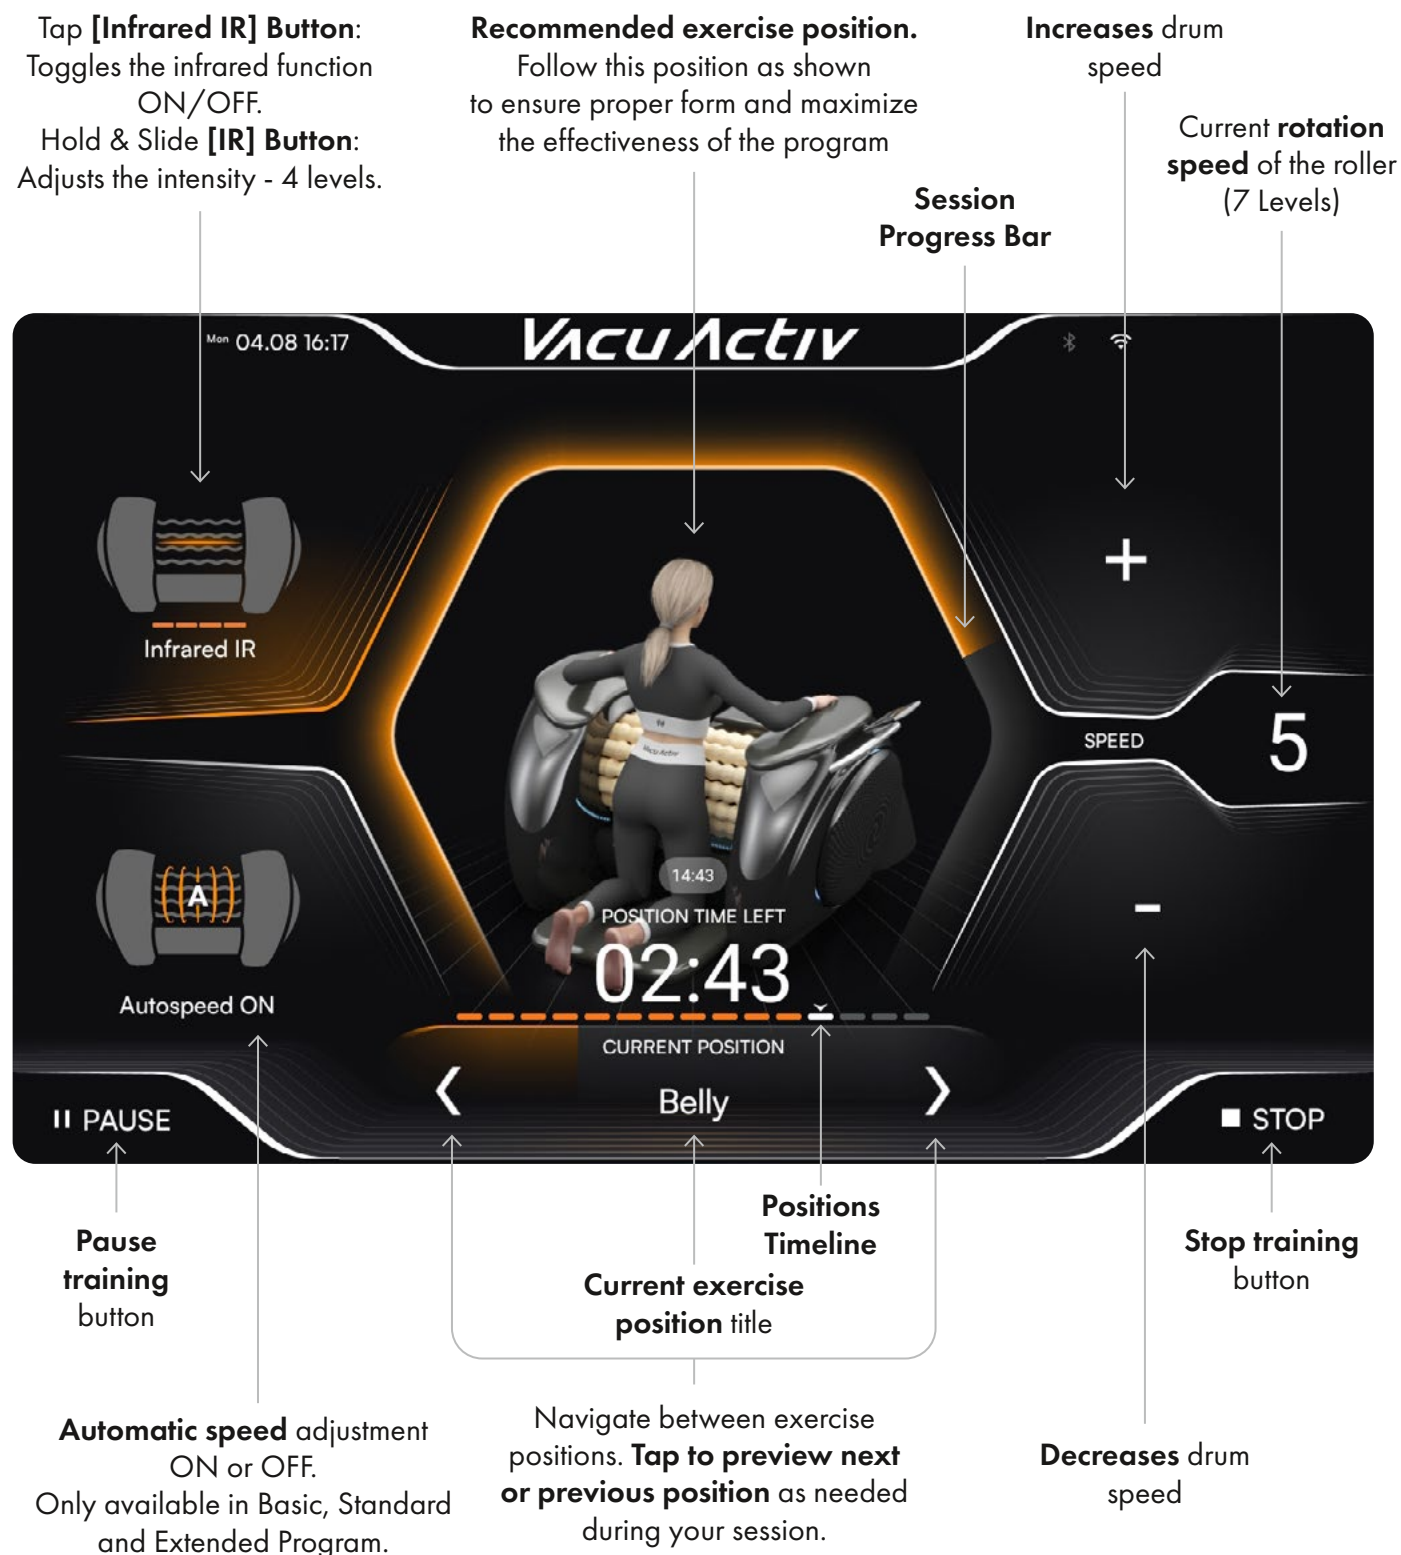 Tap [Infrared IR] Button:
Toggles the infrared function
ON/OFF.
Hold & Slide [IR] Button:
Adjusts the intensity - 4 levels.
Recommended exercise position.
Follow this position as shown
to ensure proper form and maximize
the effectiveness of the program
Increases drum
speed
Current rotation
speed of the roller
(7 Levels)
Session
Progress Bar
Mon 04.08 16:17
VACU ACTIV
Infrared IR
Vacu Activ
SPEED
5
A
Autospeed ON
14:43
POSITION TIME LEFT
02:43
CURRENT POSITION
Belly
PAUSE
STOP
Pause
training
button
Positions
Timeline
Current exercise
position title
Stop training
button
Automatic speed adjustment
ON or OFF.
Only available in Basic, Standard
and Extended Program.
Navigate between exercise
positions. Tap to preview next
or previous position as needed
during your session.
Decreases drum
speed